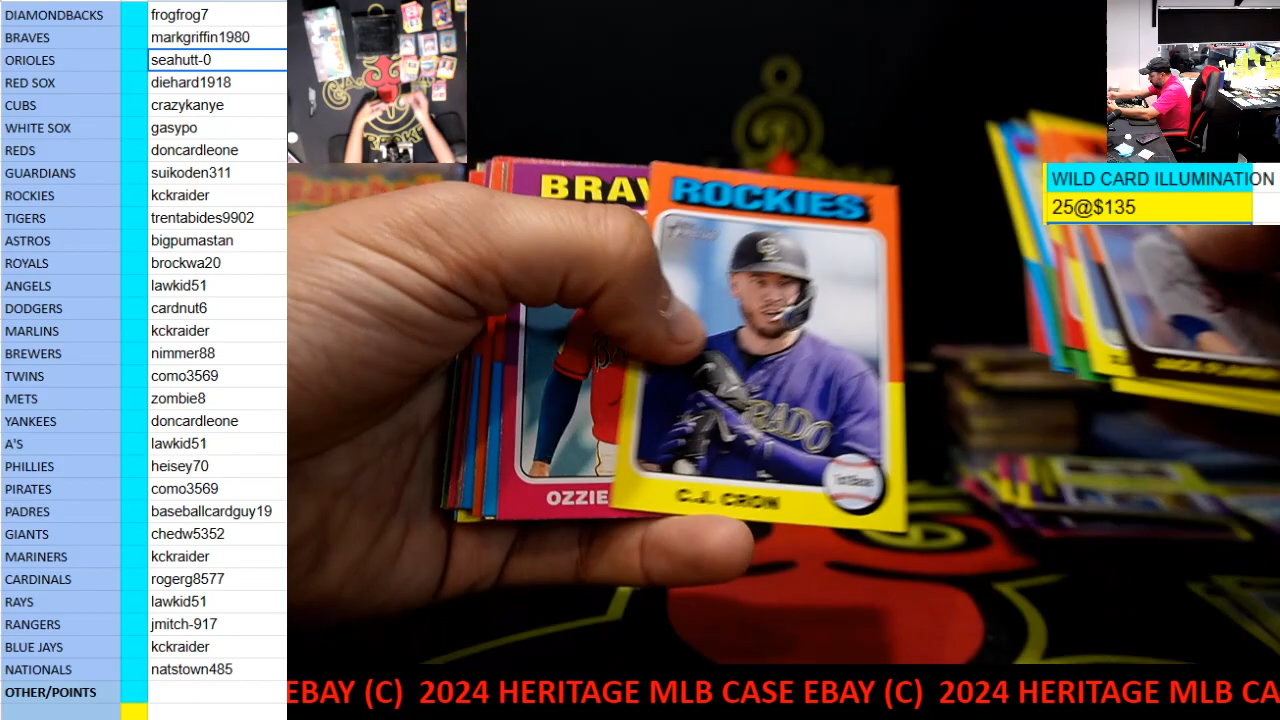 DIAMONDBACKS frogfrog7
BRAVES markgriffin1980
ORIOLES seahutt-0
RED SOX diehard1918
CUBS crazykanye
WHITE SOX gasypo
REDS doncardleone
GUARDIANS suikoden311
ROCKIES kckraider
TIGERS trentabides9902
ASTROS bigpumastan
ROYALS brockwa20
ANGELS lawkid51
DODGERS cardnut6
MARLINS kckraider
BREWERS nimmer88
TWINS como3569
METS zombie8
YANKEES doncardleone
A'S lawkid51
PHILLIES heisey70
PIRATES como3569
PADRES baseballcardguy19
GIANTS chedw5352
MARINERS kckraider
CARDINALS rogerg8577
RAYS lawkid51
RANGERS jmitch-917
BLUE JAYS kckraider
NATIONALS natstown485
OTHER/POINTS
WILD CARD ILLUMINATION
25@$135
BRAV
OZZIE
ROCKIES
1st Base
C.J. CRON
EBAY (C) 2024 HERITAGE MLB CASE EBAY (C) 2024 HERITAGE MLB CA